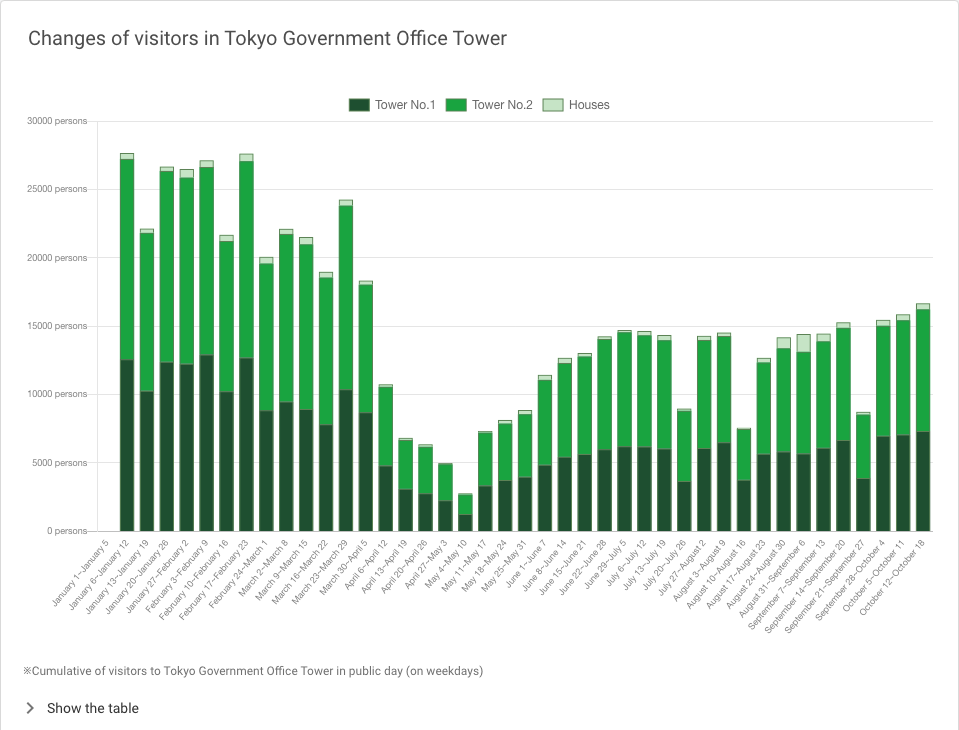 Changes of visitors in Tokyo Government Office Tower
Tower No.1 Tower No.2 Houses
30000 persons
25000 persons
20000 persons
15000 persons
10000 persons
5000 persons
0 persons
January 1–January 5
January 6–January 12
January 13–January 19
January 20–January 26
January 27–February 2
February 3–February 9
February 10–February 16
February 17–February 23
February 24–March 1
March 2–March 8
March 9–March 15
March 16–March 22
March 23–March 29
March 30–April 5
April 6–April 12
April 13–April 19
April 20–April 26
April 27–May 3
May 4–May 10
May 11–May 17
May 18–May 24
May 25–May 31
June 1–June 7
June 8–June 14
June 15–June 21
June 22–June 28
June 29–July 5
July 6–July 12
July 13–July 19
July 20–July 26
July 27–August 2
August 3–August 9
August 10–August 16
August 17–August 23
August 24–August 30
August 31–September 6
September 7–September 13
September 14–September 20
September 21–September 27
September 28–October 4
October 5–October 11
October 12–October 18
※Cumulative of visitors to Tokyo Government Office Tower in public day (on weekdays)
Show the table